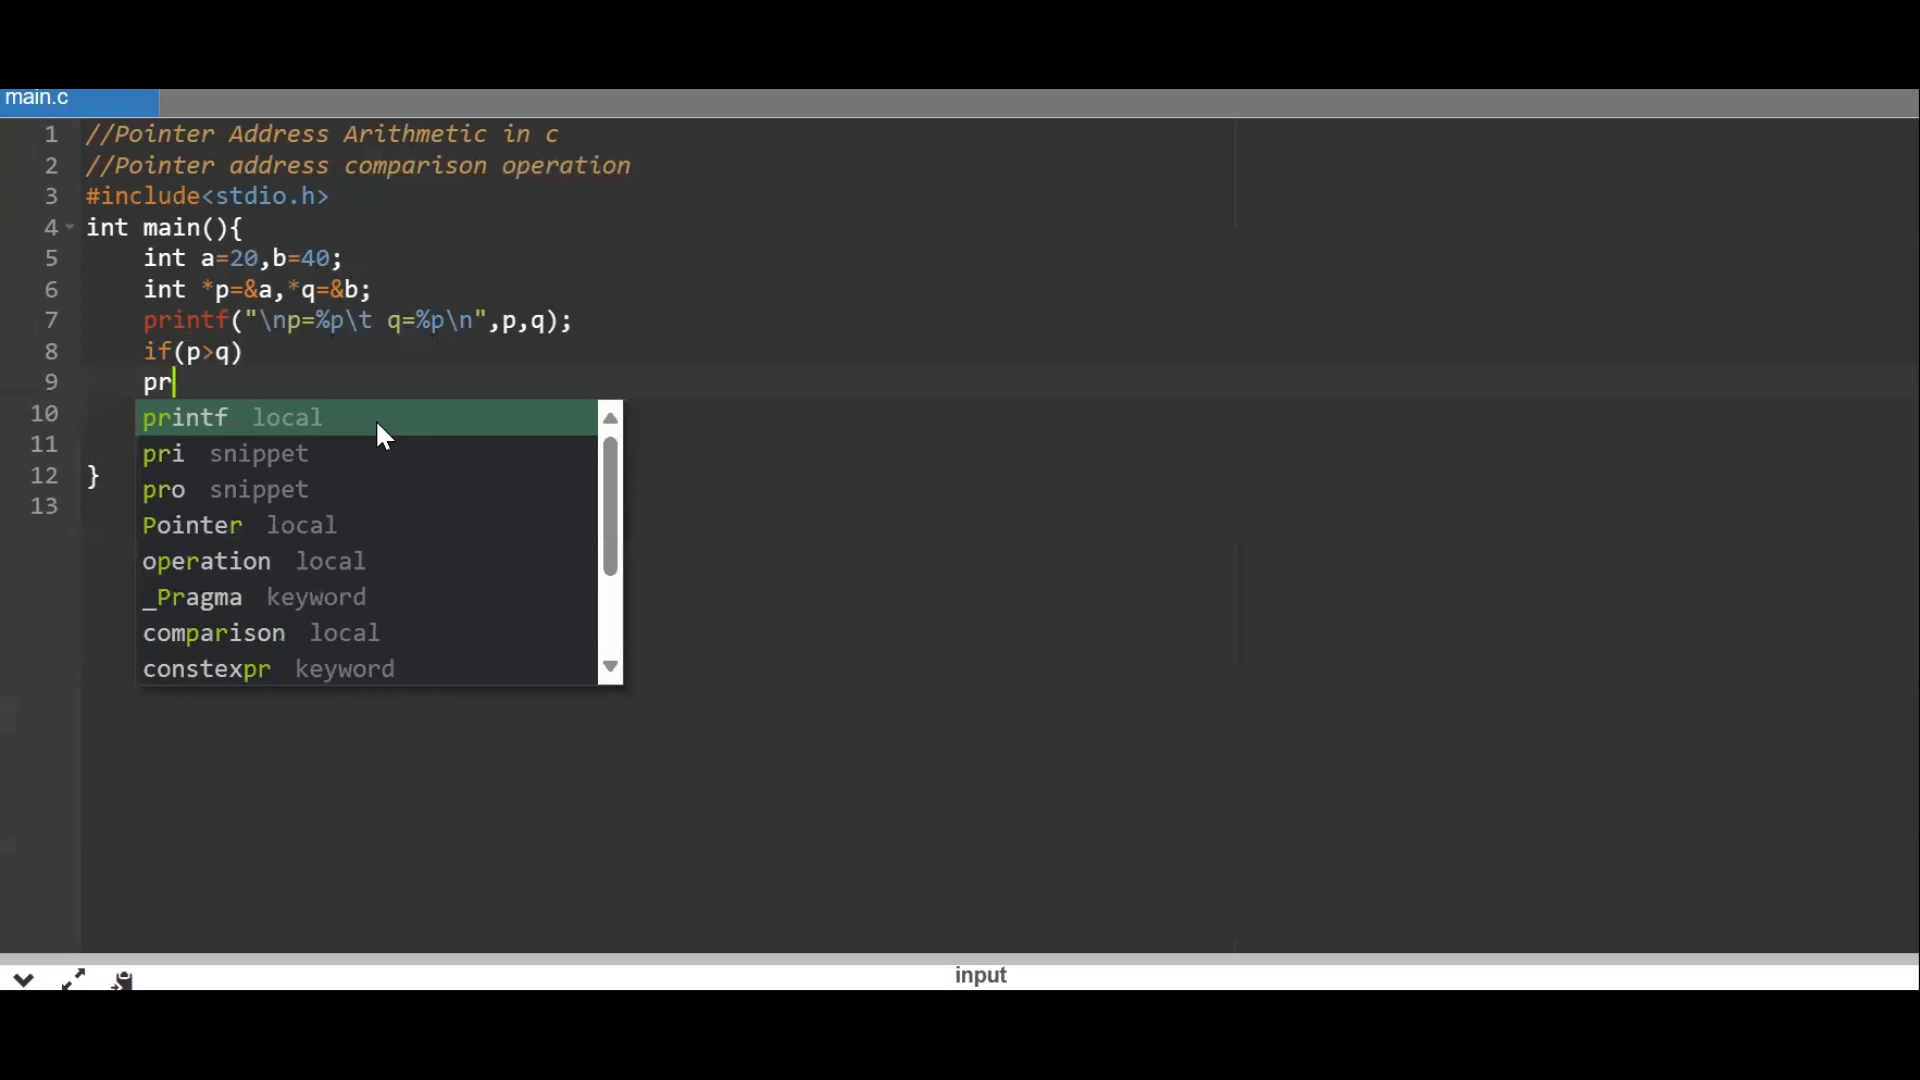 main.c
1 //Pointer Address Arithmetic in c
2 //Pointer address comparison operation
3 #include<stdio.h>
4 int main(){
5 int a=20,b=40;
6 int *p=&a,*q=&b;
7 printf("\np=%p\t q=%p\n",p,q);
8 if(p>q)
9 pr
10
printf local
11
pri snippet
12 }
pro snippet
13
Pointer local
operation local
_Pragma keyword
comparison local
constexpr keyword
input